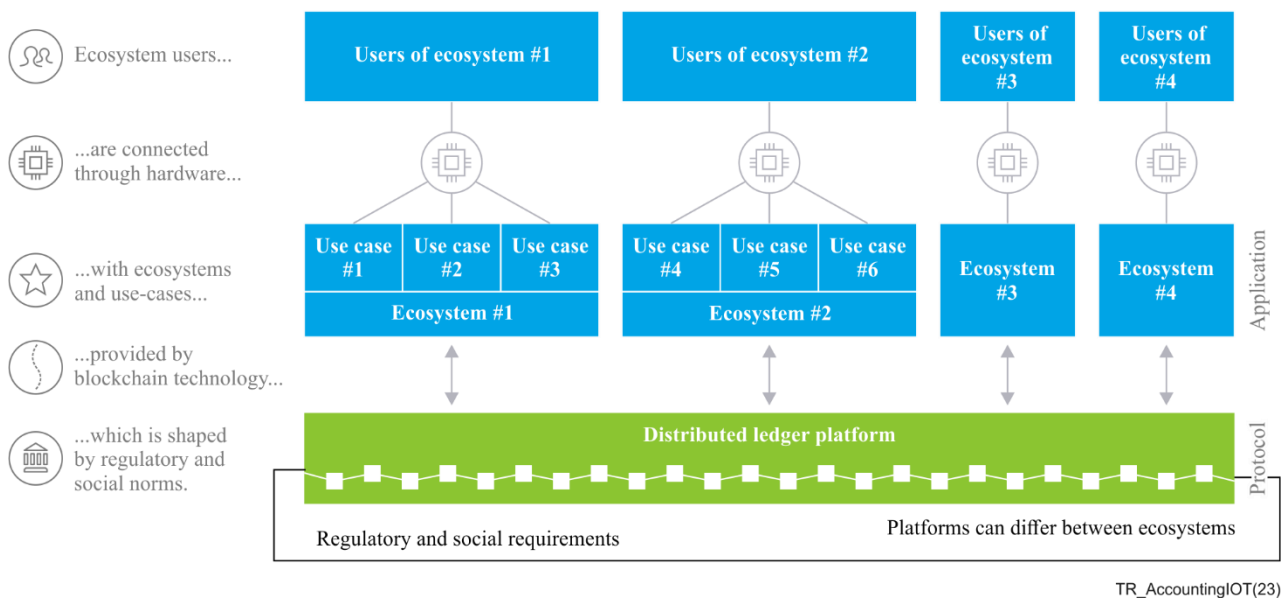 Ecosystem users...
Users of ecosystem #1
Users of ecosystem #2
Users of
ecosystem
#3
Users of
ecosystem
#4
...are connected
through hardware...
...with ecosystems
and use-cases...
Use case
#1
Use case
#2
Use case
#3
Ecosystem #1
Use case
#4
Use case
#5
Use case
#6
Ecosystem #2
Ecosystem
#3
Ecosystem
#4
Application
...provided by
blockchain technology...
...which is shaped
by regulatory and
social norms.
Distributed ledger platform
Protocol
Regulatory and social requirements
Platforms can differ between ecosystems
TR_AccountingIOT(23)